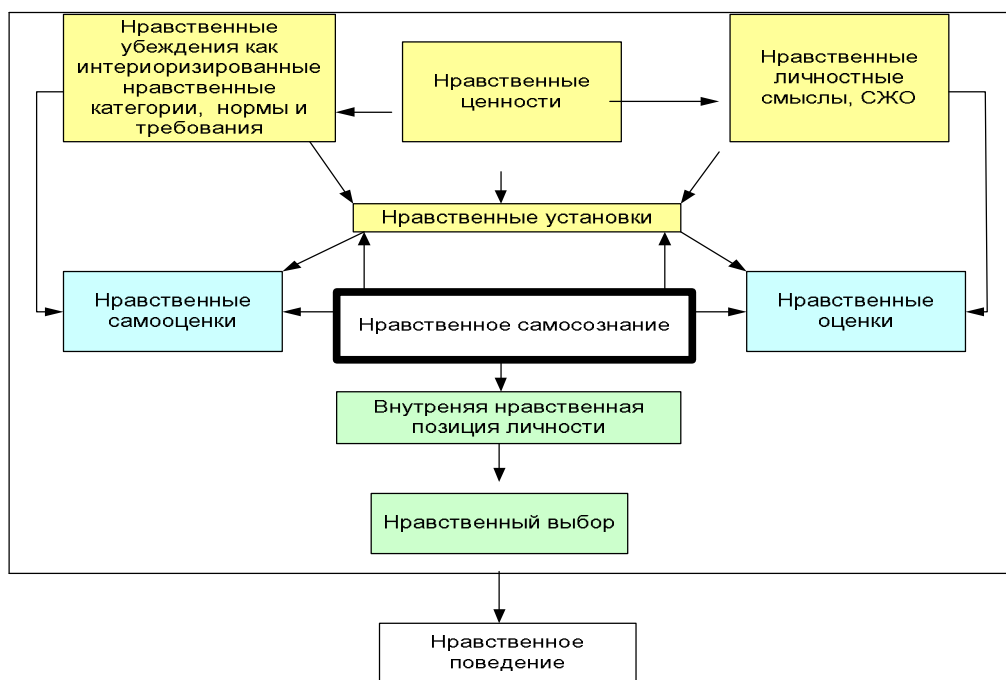 Нравственные
убеждения как
интериоризированные
нравственные
категории, нормы и
требования
Нравственные
ценности
Нравственные
личностные
смыслы, СЖО
Нравственные установки
Нравственные
самооценки
Нравственное самосознание
Нравственные
оценки
Внутреняя нравственная
позиция личности
Нравственный выбор
Нравственное
поведение